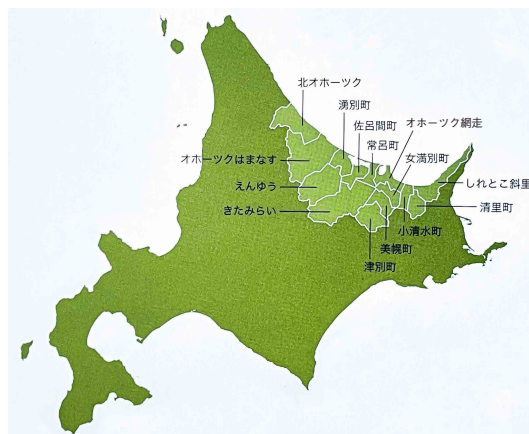 北オホーツク
湧別町
佐呂間町
オホーツク網走
常呂町
女満別町
オホーツクはまなす
えんゆう
きたみらい
しれとこ斜里
清里町
小清水町
美幌町
津別町